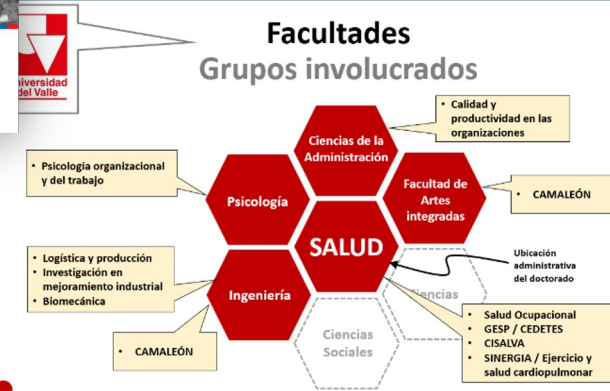 Facultades
Grupos involucrados
del Valle
• Calidad y
productividad en las
organizaciones
Ciencias de la
Administración
• Psicología organizacional
y del trabajo
Psicología
Facultad de
Artes
integradas
• CAMALEÓN
SALUD
Ubicación
administrativa
del doctorado
• Logística y producción
• Investigación en
mejoramiento industrial
• Biomecánica
Ingeniería
Ciencias
Ciencias
Sociales
• CAMALEÓN
• Salud Ocupacional
• GESP / CEDETES
• CISALVA
• SINERGIA / Ejercicio y
salud cardiopulmonar